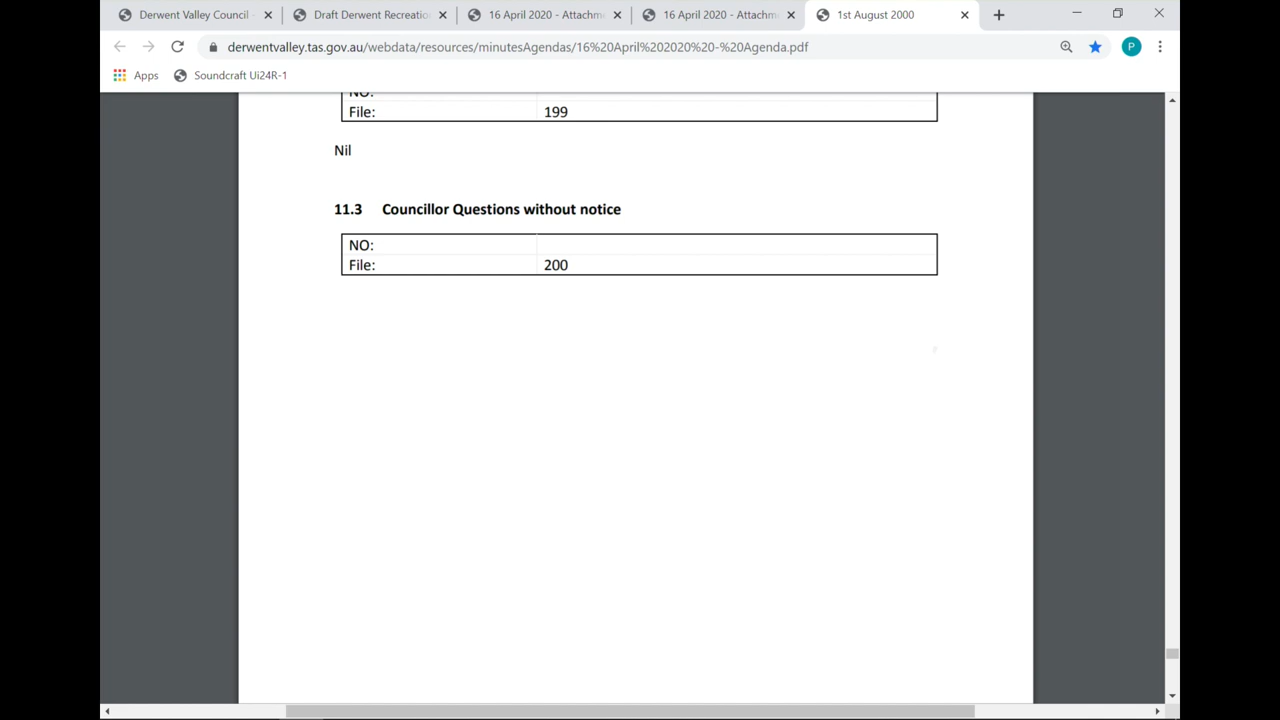 Derwent Valley Council -
Draft Derwent Recreatio
16 April 2020 - Attachm
16 April 2020 - Attachm
1st August 2000
derwentvalley.tas.gov.au/webdata/resources/minutesAgendas/16%20April%202020%20-%20Agenda.pdf
P
Apps
Soundcraft Ui24R-1
NO:
File: 199
Nil
11.3 Councillor Questions without notice
NO:
File: 200